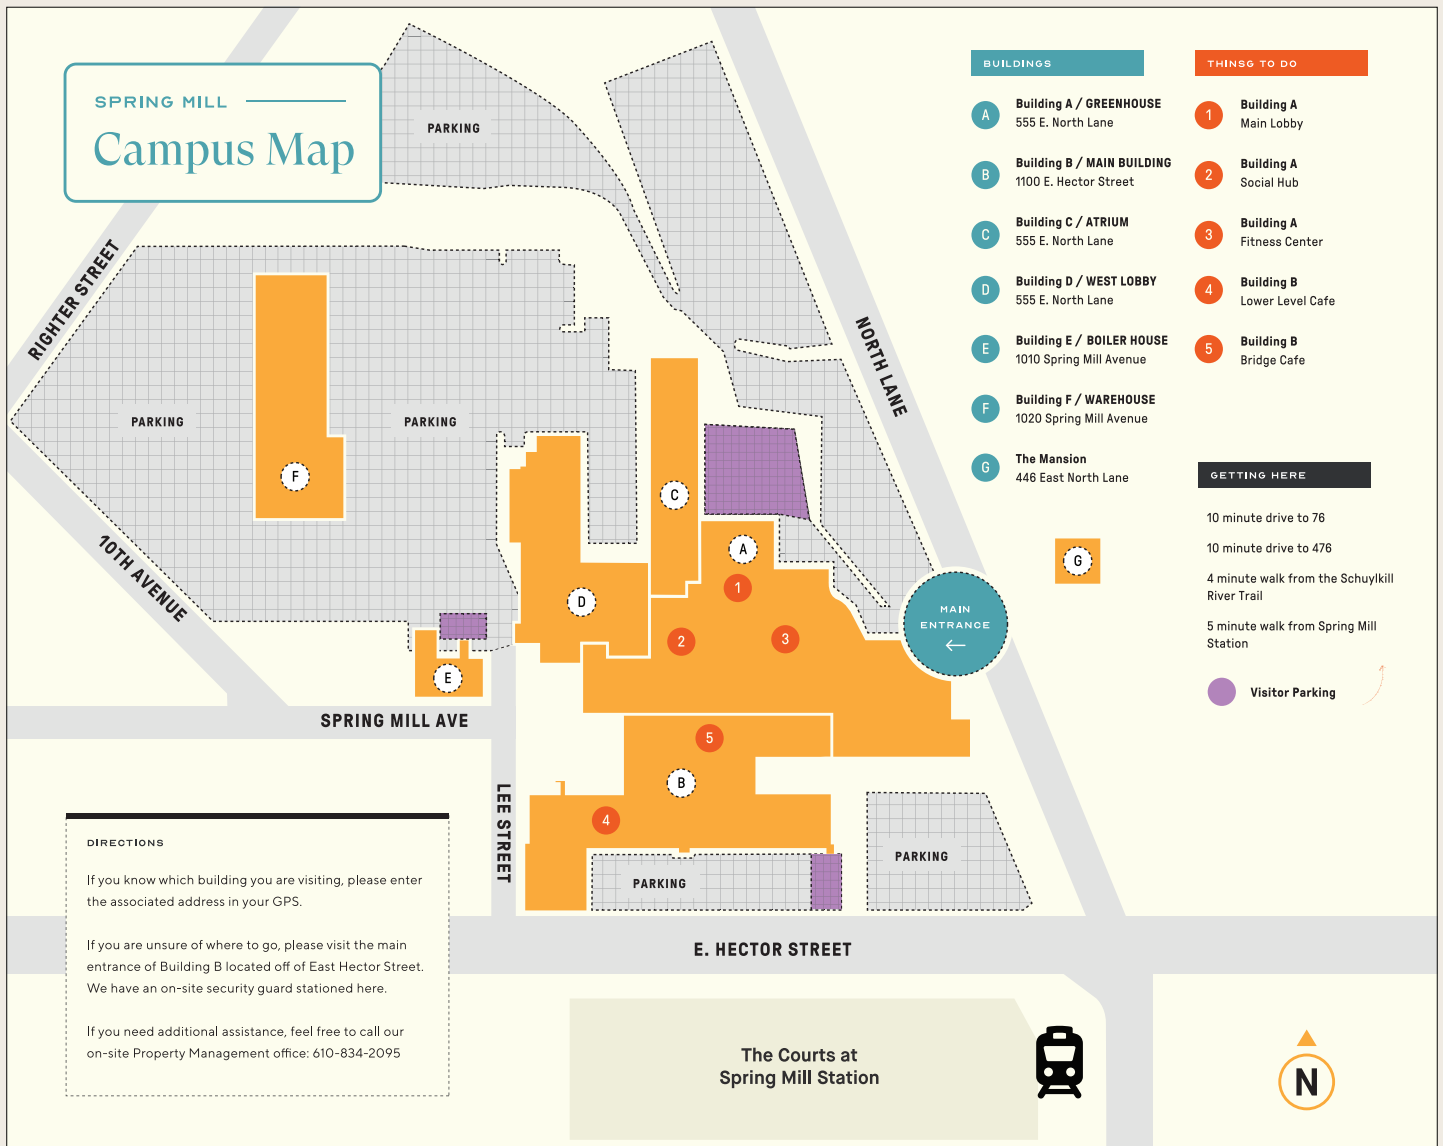 SPRING MILL
Campus Map
PARKING
BUILDINGS
A
Building A / GREENHOUSE
555 E. North Lane
B
Building B / MAIN BUILDING
1100 E. Hector Street
C
Building C / ATRIUM
555 E. North Lane
D
Building D / WEST LOBBY
555 E. North Lane
E
Building E / BOILER HOUSE
1010 Spring Mill Avenue
F
Building F / WAREHOUSE
1020 Spring Mill Avenue
G
The Mansion
446 East North Lane
THINSG TO DO
1
Building A
Main Lobby
2
Building A
Social Hub
3
Building A
Fitness Center
4
Building B
Lower Level Cafe
5
Building B
Bridge Cafe
GETTING HERE
10 minute drive to 76
10 minute drive to 476
4 minute walk from the Schuylkill
River Trail
5 minute walk from Spring Mill
Station
Visitor Parking
RIGHTER STREET
NORTH LANE
PARKING
PARKING
F
C
A
G
10TH AVENUE
1
D
MAIN
ENTRANCE
2
3
E
SPRING MILL AVE
5
B
LEE STREET
4
PARKING
PARKING
E. HECTOR STREET
DIRECTIONS
If you know which building you are visiting, please enter
the associated address in your GPS.
If you are unsure of where to go, please visit the main
entrance of Building B located off of East Hector Street.
We have an on-site security guard stationed here.
If you need additional assistance, feel free to call our
on-site Property Management office: 610-834-2095
The Courts at
Spring Mill Station
N